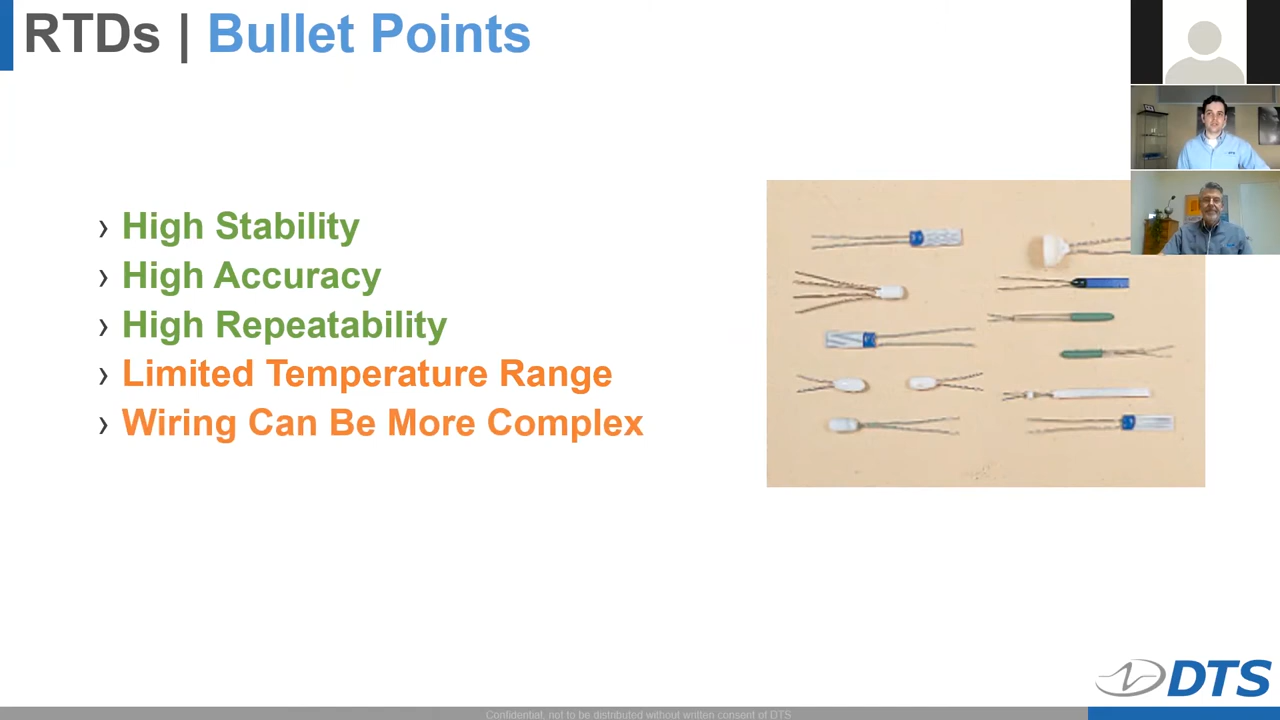 RTDs | Bullet Points
› High Stability
› High Accuracy
› High Repeatability
› Limited Temperature Range
› Wiring Can Be More Complex
DTS
Confidential, not to be distributed without written consent of DTS